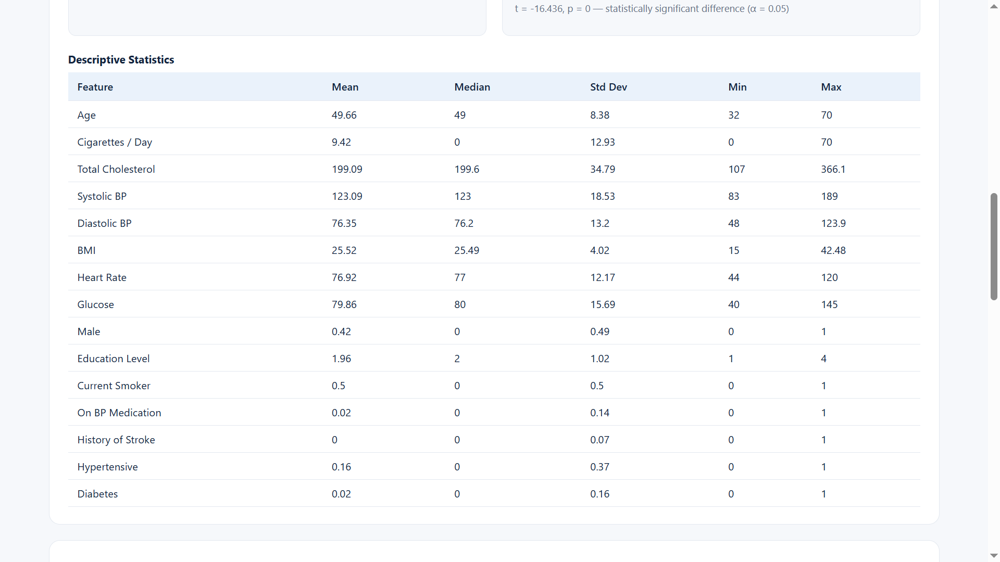 t = -16.436, p = 0 — statistically significant difference (α = 0.05)
Descriptive Statistics
Feature Mean Median Std Dev Min Max
Age 49.66 49 8.38 32 70
Cigarettes / Day 9.42 0 12.93 0 70
Total Cholesterol 199.09 199.6 34.79 107 366.1
Systolic BP 123.09 123 18.53 83 189
Diastolic BP 76.35 76.2 13.2 48 123.9
BMI 25.52 25.49 4.02 15 42.48
Heart Rate 76.92 77 12.17 44 120
Glucose 79.86 80 15.69 40 145
Male 0.42 0 0.49 0 1
Education Level 1.96 2 1.02 1 4
Current Smoker 0.5 0 0.5 0 1
On BP Medication 0.02 0 0.14 0 1
History of Stroke 0 0 0.07 0 1
Hypertensive 0.16 0 0.37 0 1
Diabetes 0.02 0 0.16 0 1